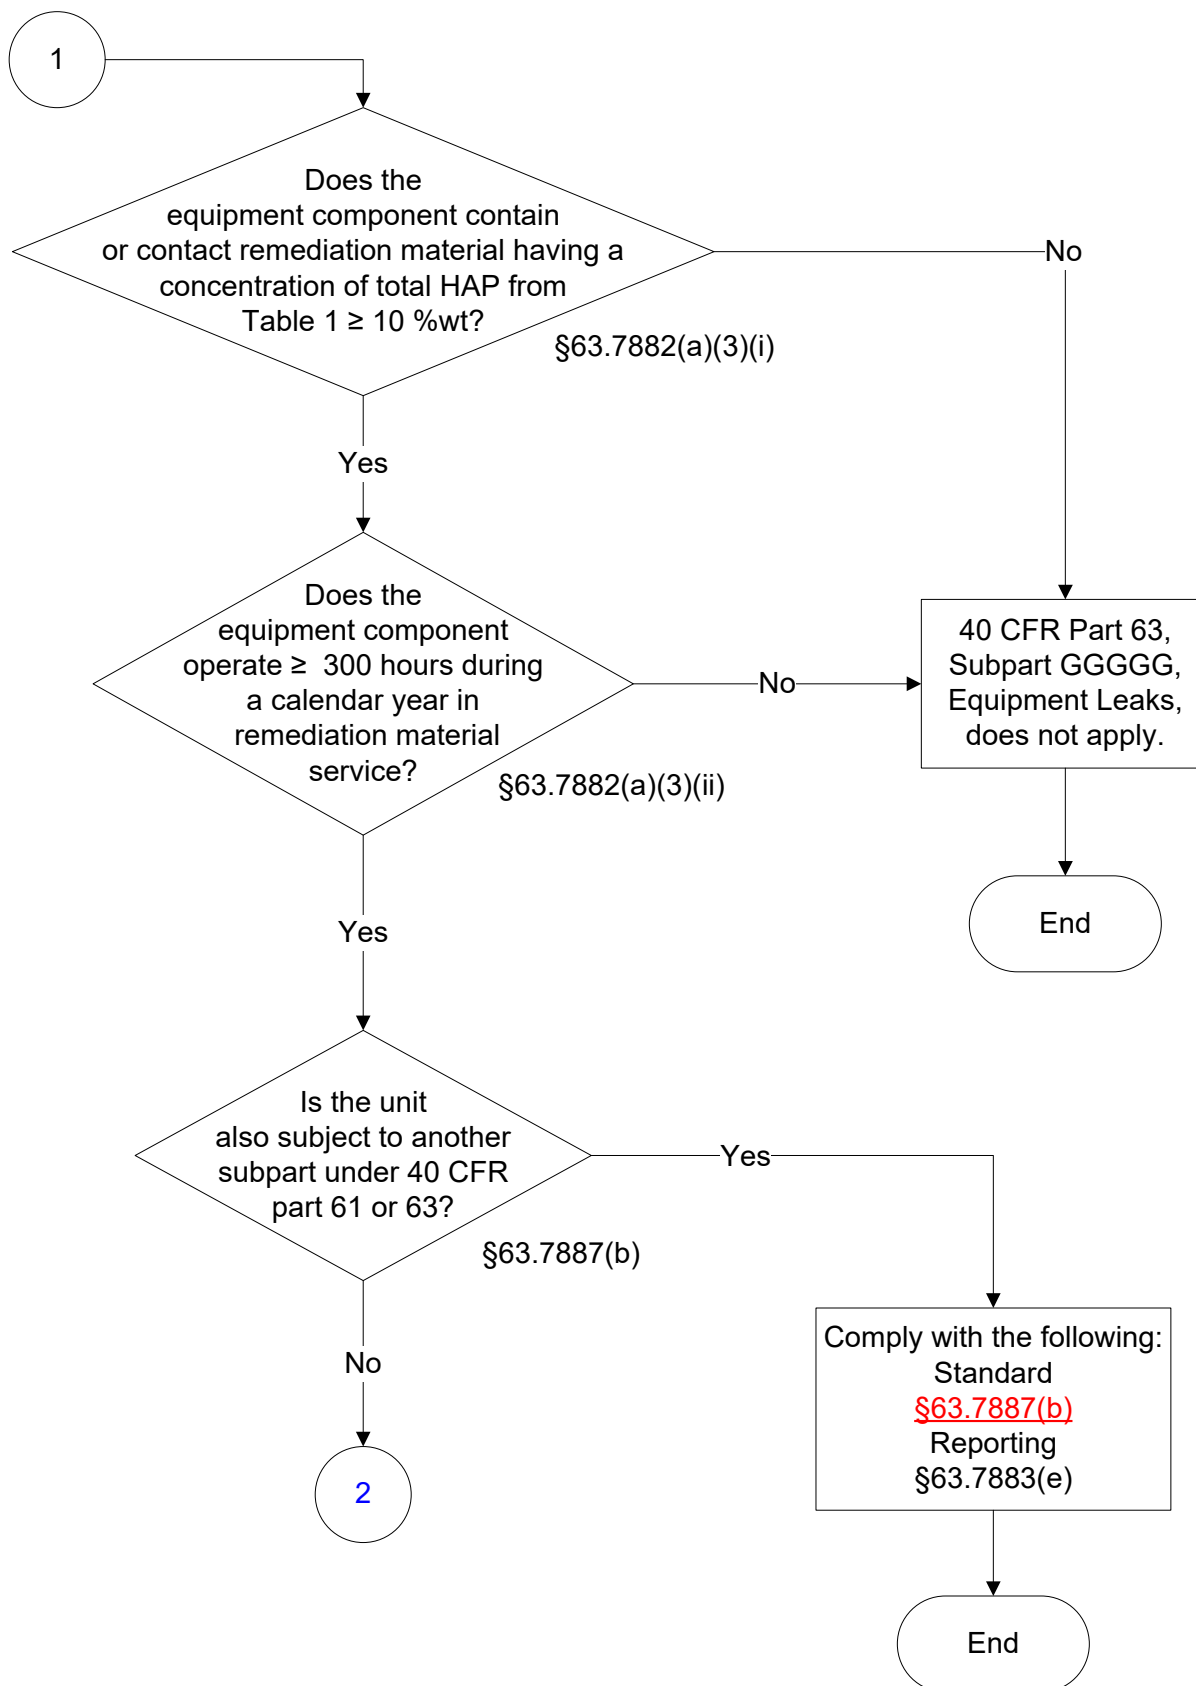 1
Does the
equipment component contain
or contact remediation material having a
concentration of total HAP from
Table 1 ≥ 10 %wt?
No
§63.7882(a)(3)(i)
Yes
Does the
equipment component
operate ≥  300 hours during
a calendar year in
remediation material
service?
No
§63.7882(a)(3)(ii)
40 CFR Part 63,
Subpart GGGGG,
Equipment Leaks,
does not apply.
End
Yes
Is the unit
also subject to another
subpart under 40 CFR
part 61 or 63?
Yes
§63.7887(b)
No
2
Comply with the following:
Standard
§63.7887(b)
Reporting
§63.7883(e)
End